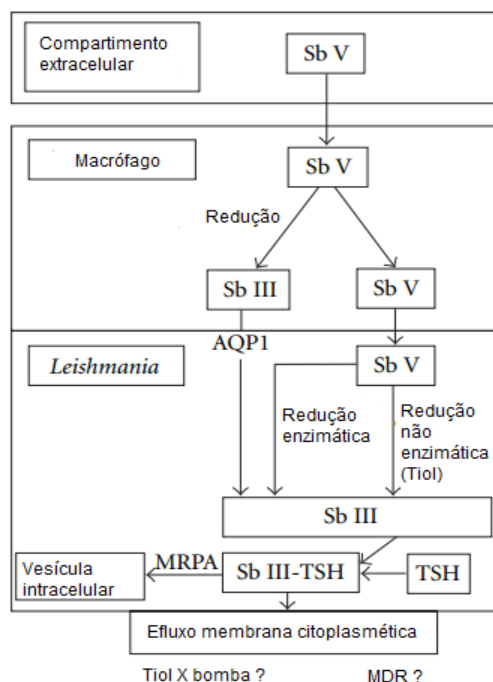 Compartimento
extracelular
Sb V
Macrófago
Sb V
Redução
Sb III
Sb V
AQP1
Leishmania
Sb V
Redução
enzimática
Redução
não
enzimática
(Tiol)
Sb III
Vesícula
intracelular
MRPA
Sb III-TSH
TSH
Efluxo membrana citoplasmética
Tiol X bomba ?
MDR ?